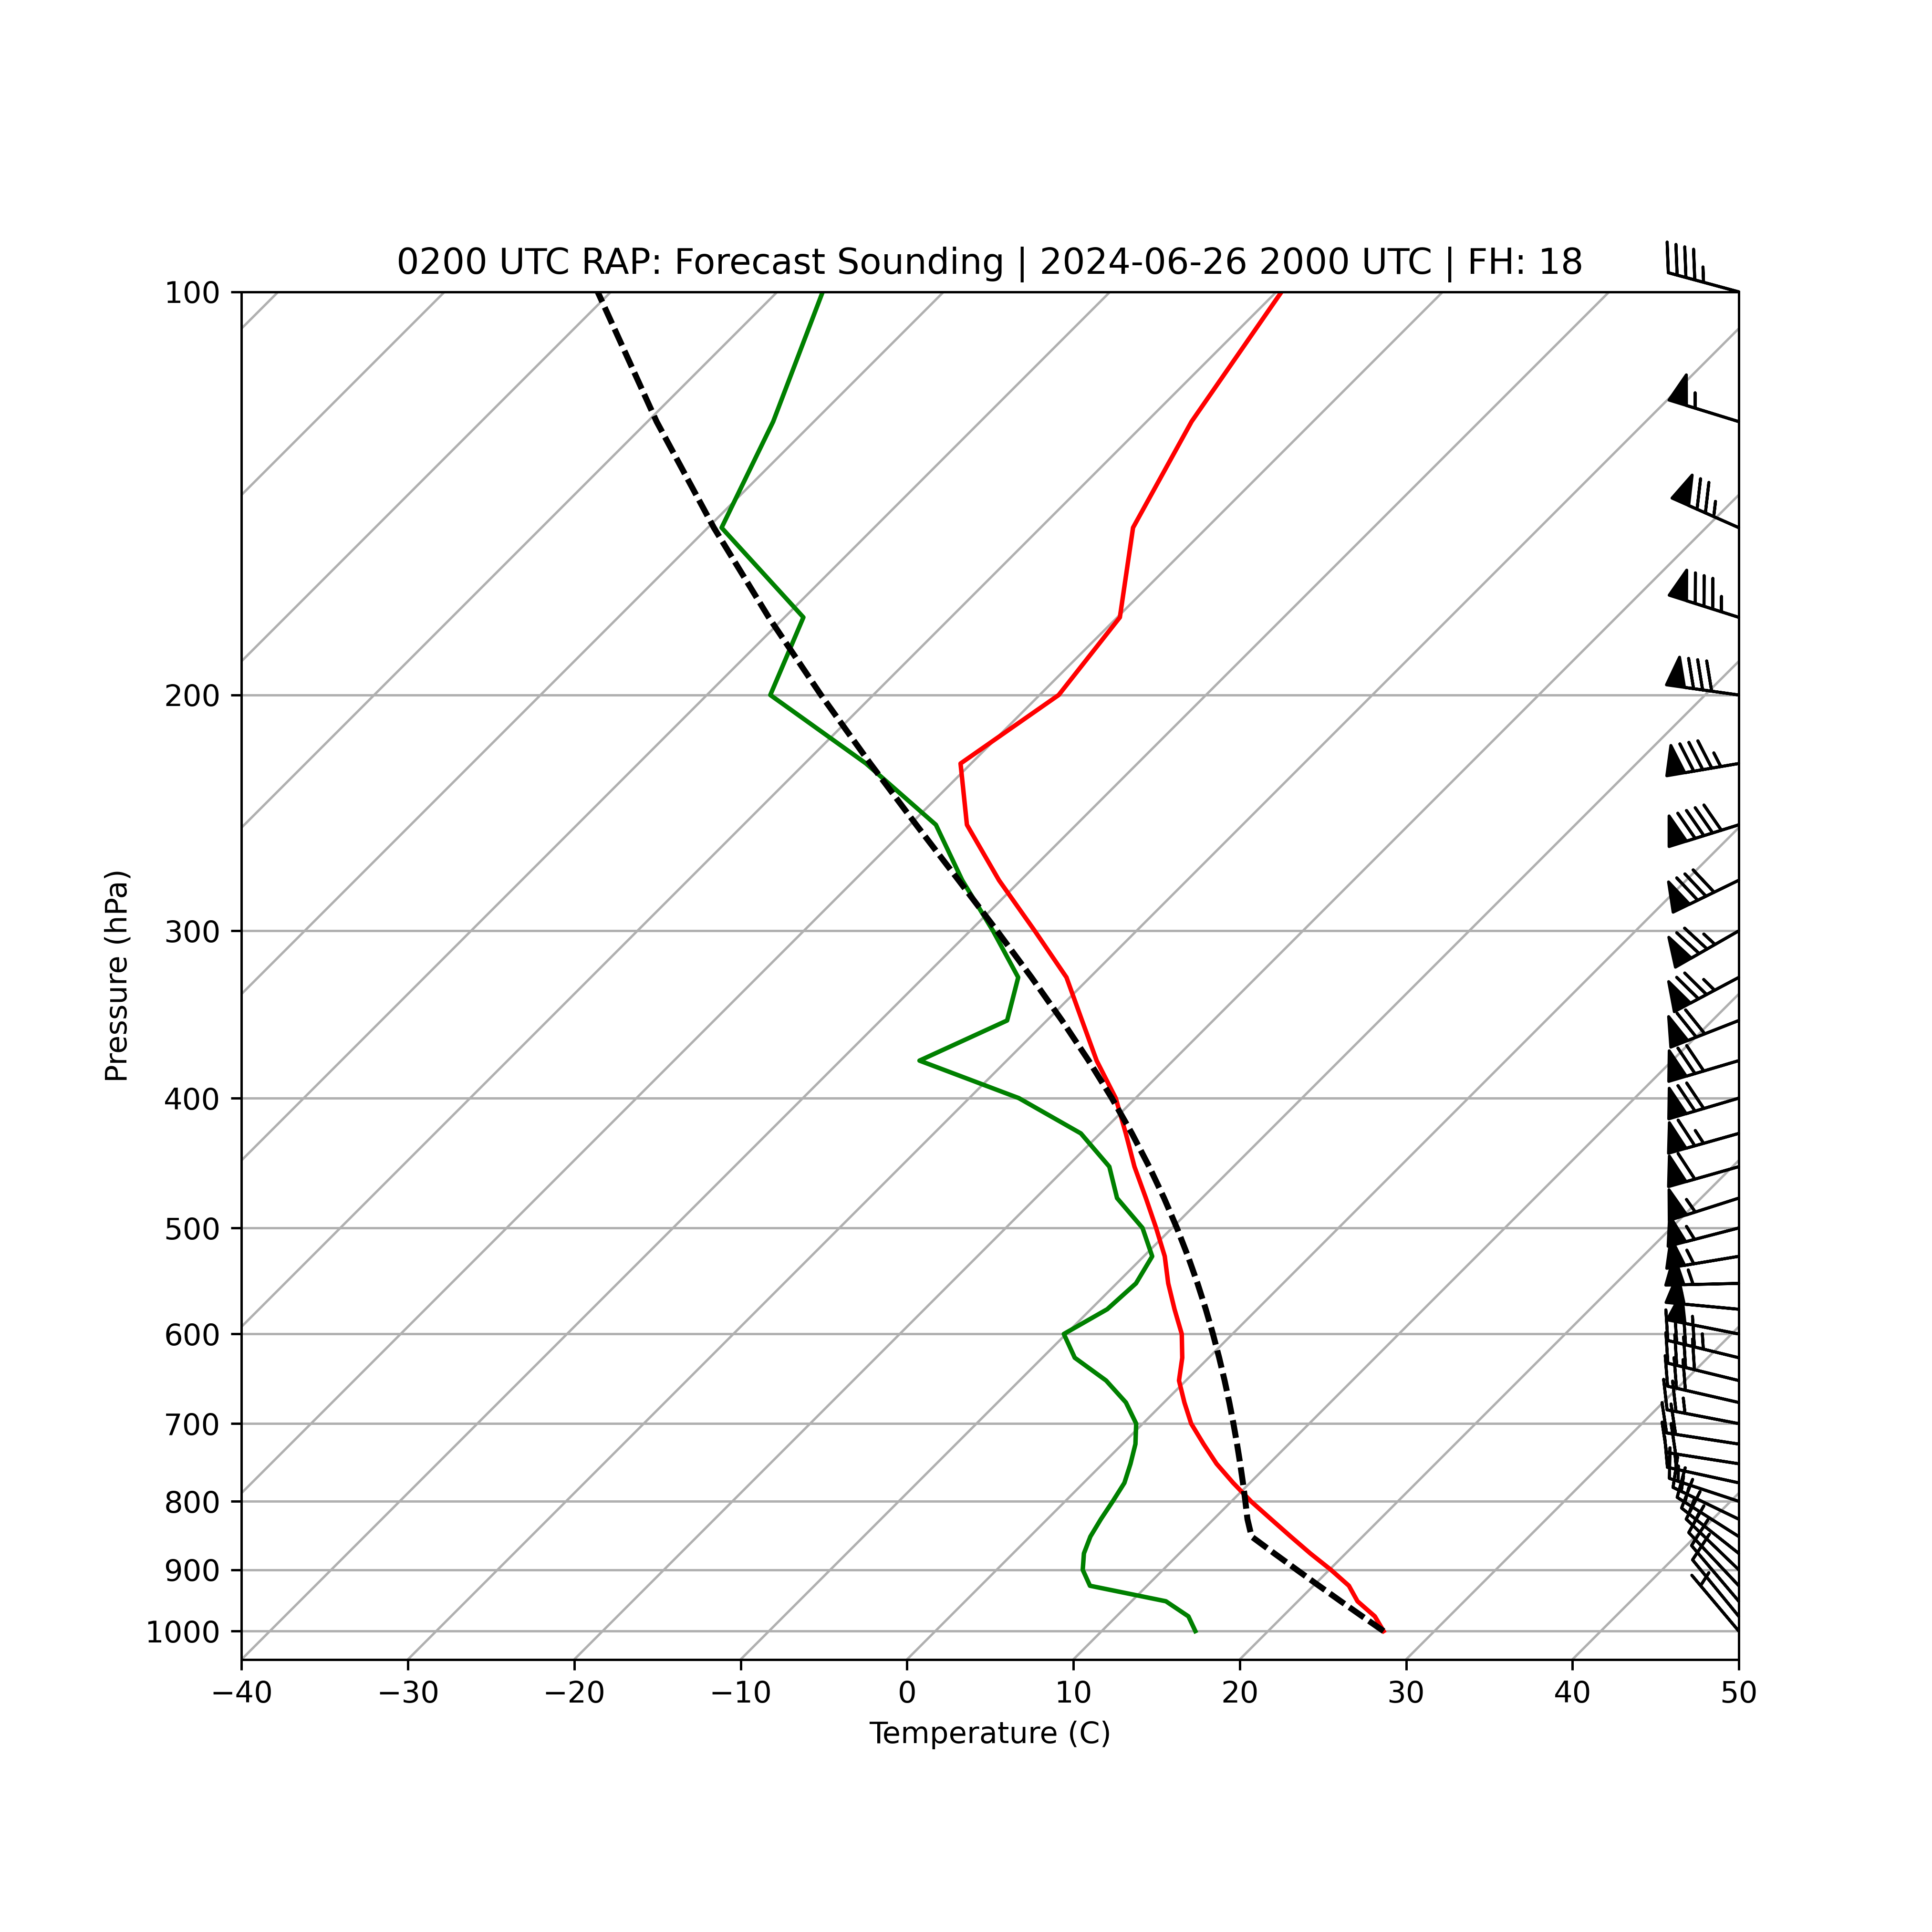 0200 UTC RAP: Forecast Sounding | 2024-06-26 2000 UTC | FH: 18
100
200
300
400
500
600
700
800
900
1000
Pressure (hPa)
−40 −30 −20 −10 0 10 20 30 40 50
Temperature (C)